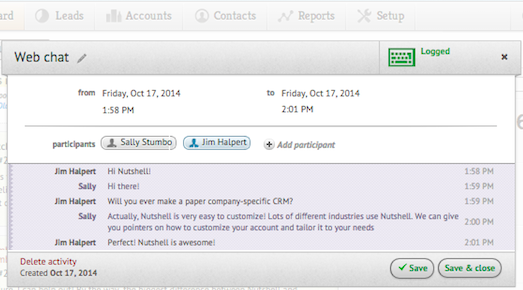 Leads Accounts Contacts Reports Setup
Web chat Logged
from Friday, Oct 17, 2014 to Friday, Oct 17, 2014
1:58 PM 2:01 PM
participants Sally Stumbo Jim Halpert Add participant
Jim Halpert Hi Nutshell! 1:58 PM
Sally Hi there! 1:59 PM
Jim Halpert Will you ever make a paper company-specific CRM? 1:59 PM
Sally Actually, Nutshell is very easy to customize! Lots of different industries use Nutshell. We can give 2:00 PM
you pointers on how to customize your account and tailor it to your needs
Jim Halpert Perfect! Nutshell is awesome! 2:01 PM
Delete activity
Created Oct 17, 2014 Save Save & close